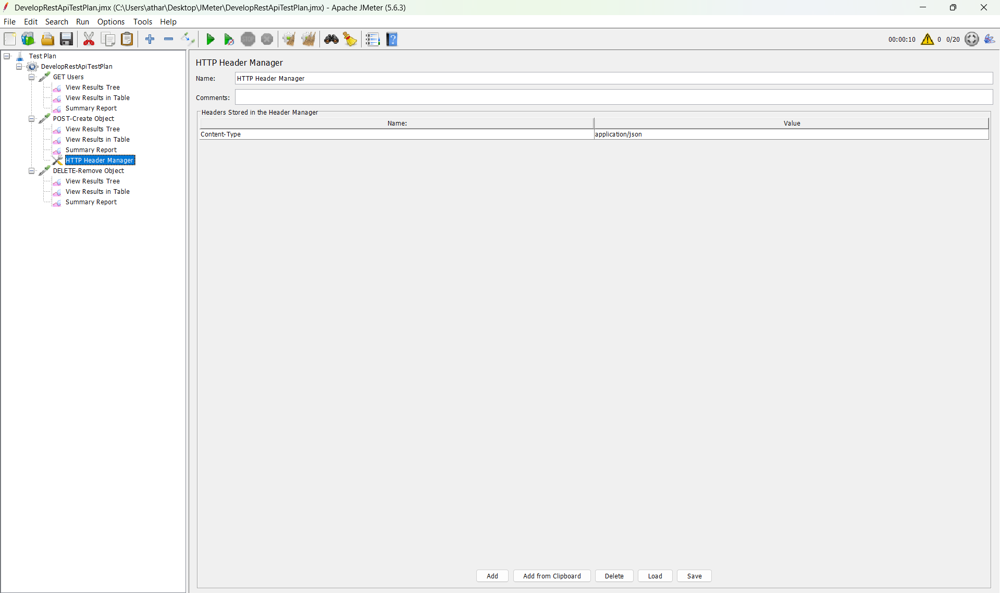 DevelopRestApiTestPlan.jmx (C:\Users\athar\Desktop\JMeter\DevelopRestApiTestPlan.jmx) - Apache JMeter (5.6.3)
File Edit Search Run Options Tools Help
STOP
?
00:00:10 0 0/20
Test Plan
DevelopRestApiTestPlan
GET Users
View Results Tree
View Results in Table
Summary Report
POST-Create Object
View Results Tree
View Results in Table
Summary Report
HTTP Header Manager
DELETE-Remove Object
View Results Tree
View Results in Table
Summary Report
HTTP Header Manager
Name: HTTP Header Manager
Comments:
Headers Stored in the Header Manager
Name: Value
Content-Type application/json
Add Add from Clipboard Delete Load Save